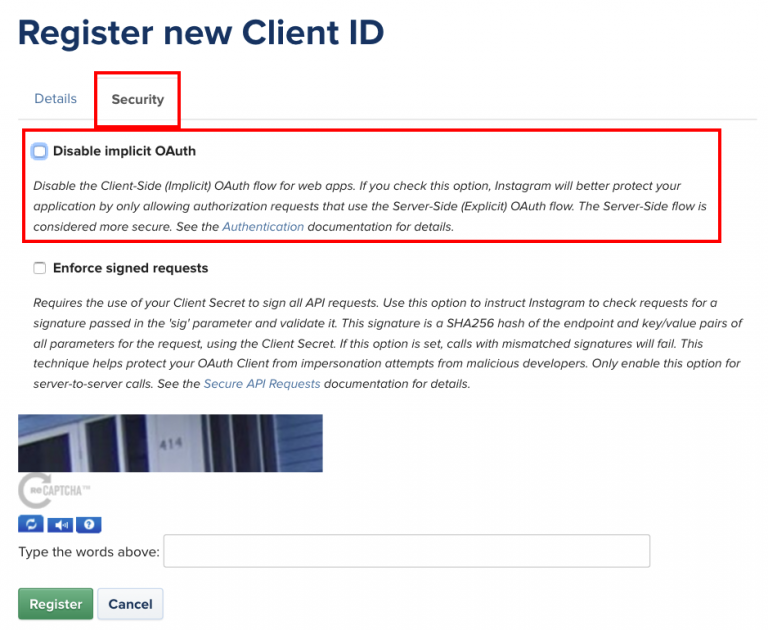 Register new Client ID
Details Security
Disable implicit OAuth
Disable the Client-Side (Implicit) OAuth flow for web apps. If you check this option, Instagram will better protect your
application by only allowing authorization requests that use the Server-Side (Explicit) OAuth flow. The Server-Side flow is
considered more secure. See the Authentication documentation for details.
Enforce signed requests
Requires the use of your Client Secret to sign all API requests. Use this option to instruct Instagram to check requests for a
signature passed in the 'sig' parameter and validate it. This signature is a SHA256 hash of the endpoint and key/value pairs of
all parameters for the request, using the Client Secret. If this option is set, calls with mismatched signatures will fail. This
technique helps protect your OAuth Client from impersonation attempts from malicious developers. Only enable this option for
server-to-server calls. See the Secure API Requests documentation for details.
414
reCAPTCHA™
?
Type the words above:
Register Cancel